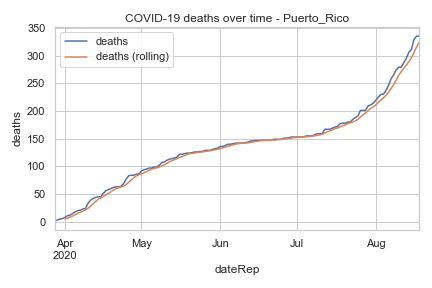 COVID-19 deaths over time - Puerto_Rico
deaths
deaths (rolling)
350
300
250
200
150
100
50
0
deaths
Apr
2020
May
Jun
Jul
Aug
dateRep